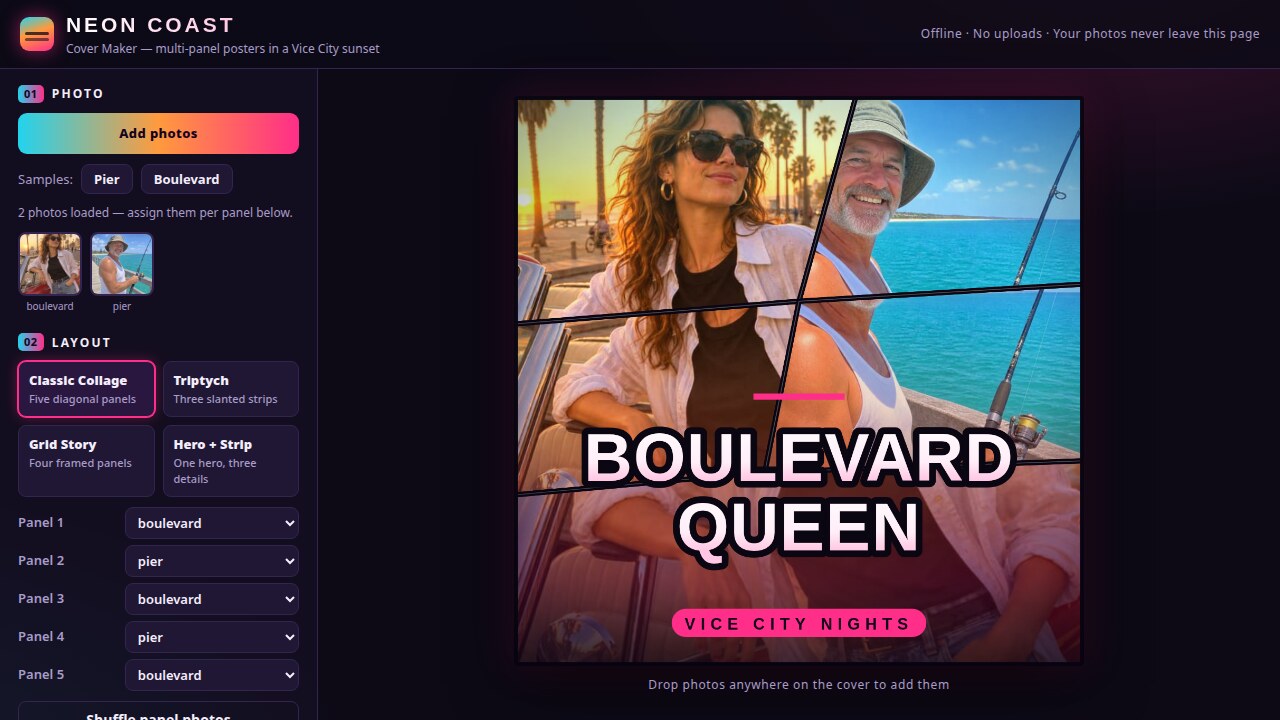 NEON COAST
Cover Maker — multi-panel posters in a Vice City sunset
Offline · No uploads · Your photos never leave this page
01 PHOTO
Add photos
Samples: Pier Boulevard
2 photos loaded — assign them per panel below.
boulevard pier
02 LAYOUT
Classic Collage
Five diagonal panels
Triptych
Three slanted strips
Grid Story
Four framed panels
Hero + Strip
One hero, three
details
Panel 1 boulevard
Panel 2 pier
Panel 3 boulevard
Panel 4 pier
Panel 5 boulevard
Shuffle panel photos
BOULEVARD
QUEEN
VICE CITY NIGHTS
Drop photos anywhere on the cover to add them